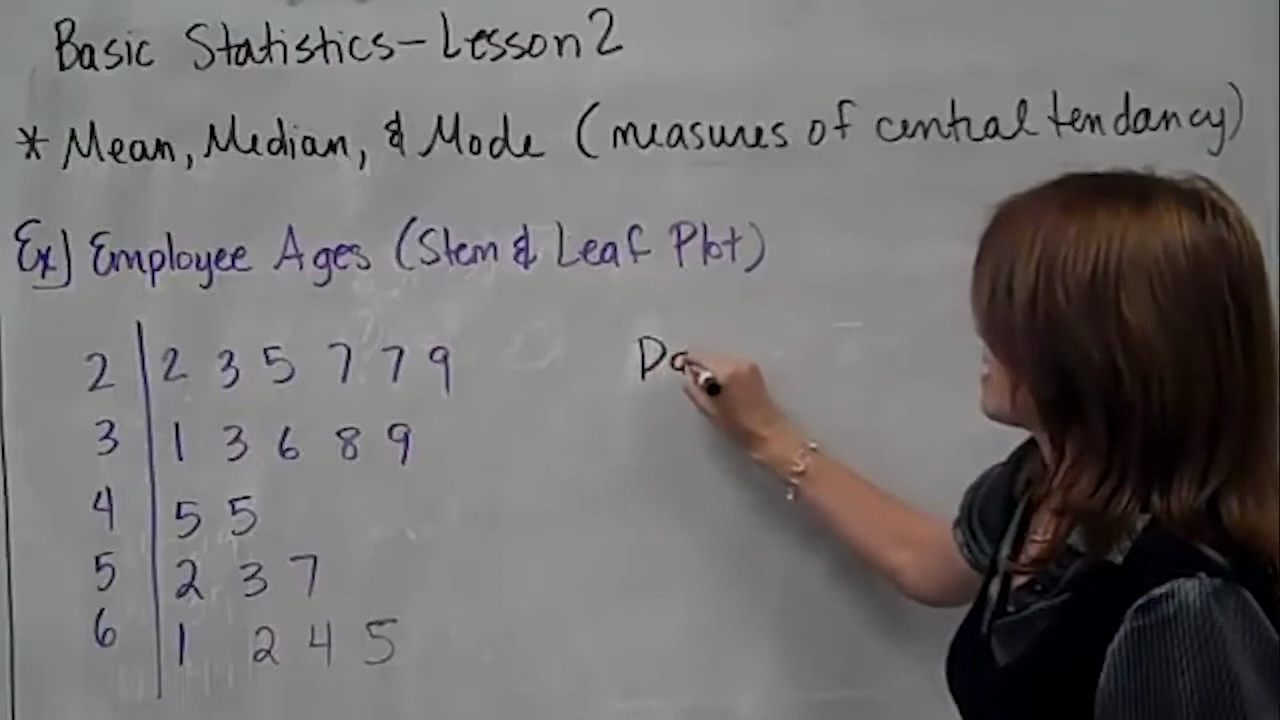 Basic Statistics - Lesson 2
* Mean, Median, & Mode (measures of central tendancy)
Ex) Employee Ages (Stem & Leaf Plot)
2 | 2 3 5 7 7 9
Da
3 | 1 3 6 8 9
4 | 5 5
5 | 2 3 7
6 | 1 2 4 5